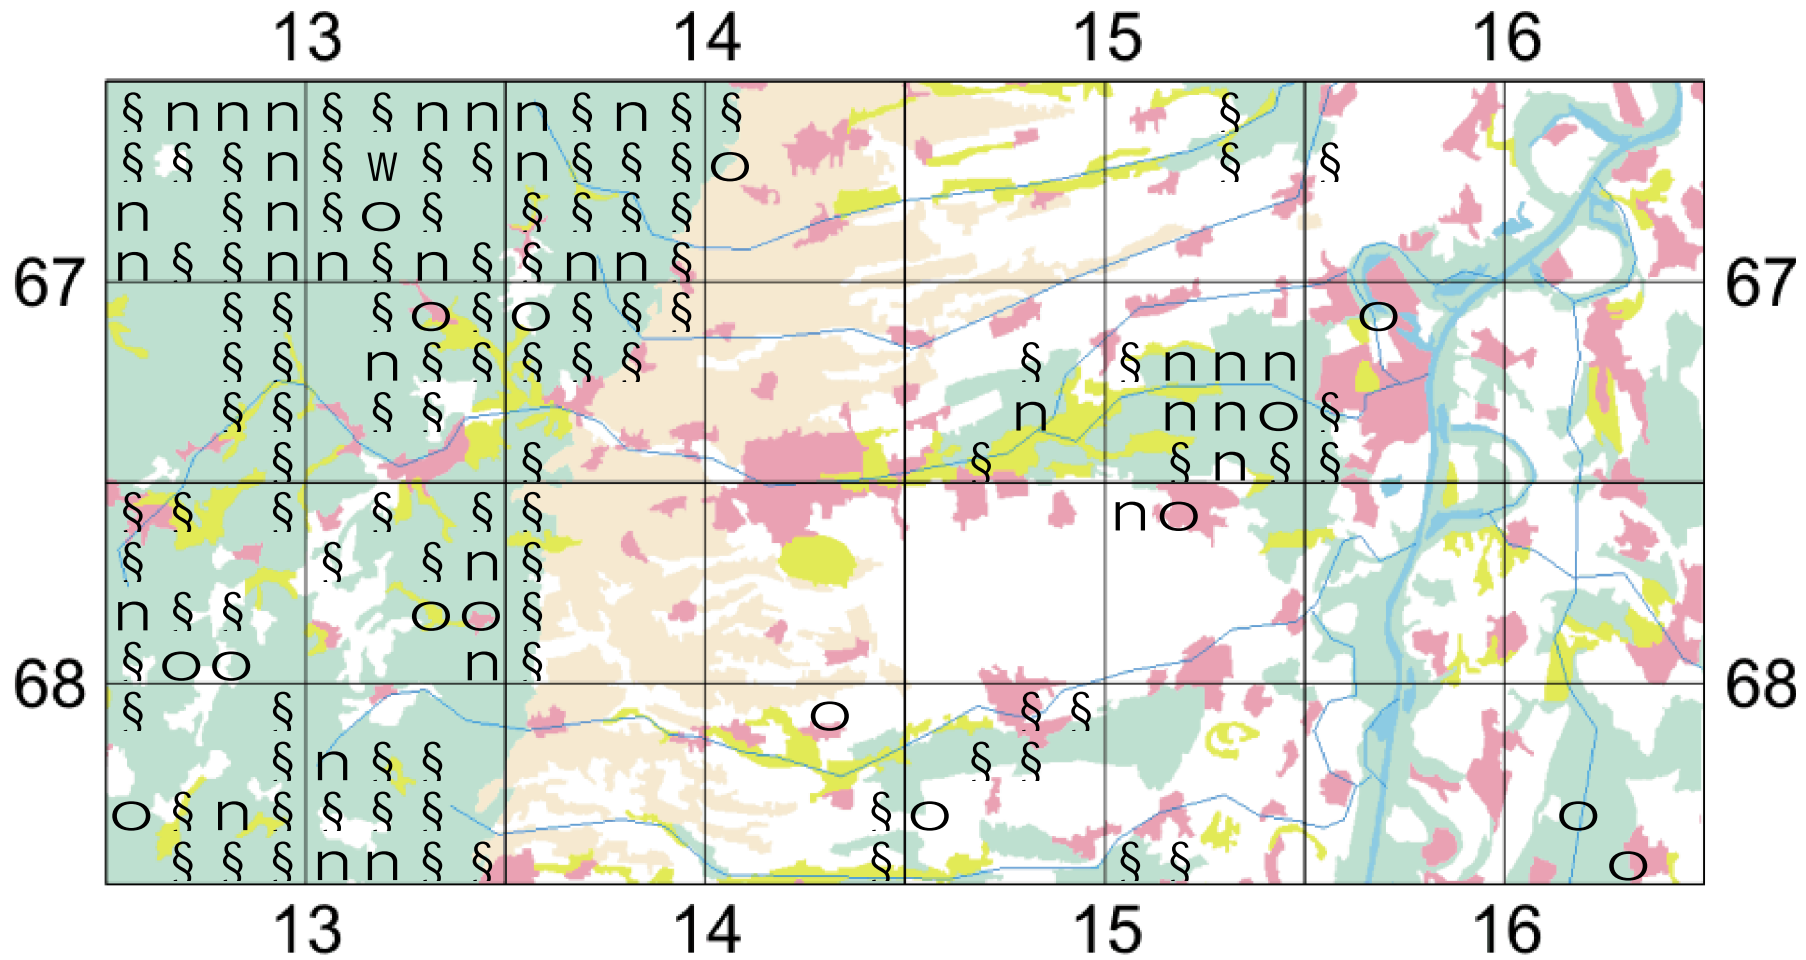 13 14 15 16
§ n n n § § n n n § n § § §
§ § § n § w § § n § § § o § §
n § n § o § § § § §
n § § n n § n § § n n §
67 67
§ § § o § o § § § o
§ § n § § § § § § § n n n
§ § § § n n n o §
§ § § § n § §
§ § § § § § n o
§ § § n §
n § § o o §
§ o o n §
68 68
§ § o § §
§ n § § § §
o § n § § § § § o o
§ § § n n § § § § § o
13 14 15 16